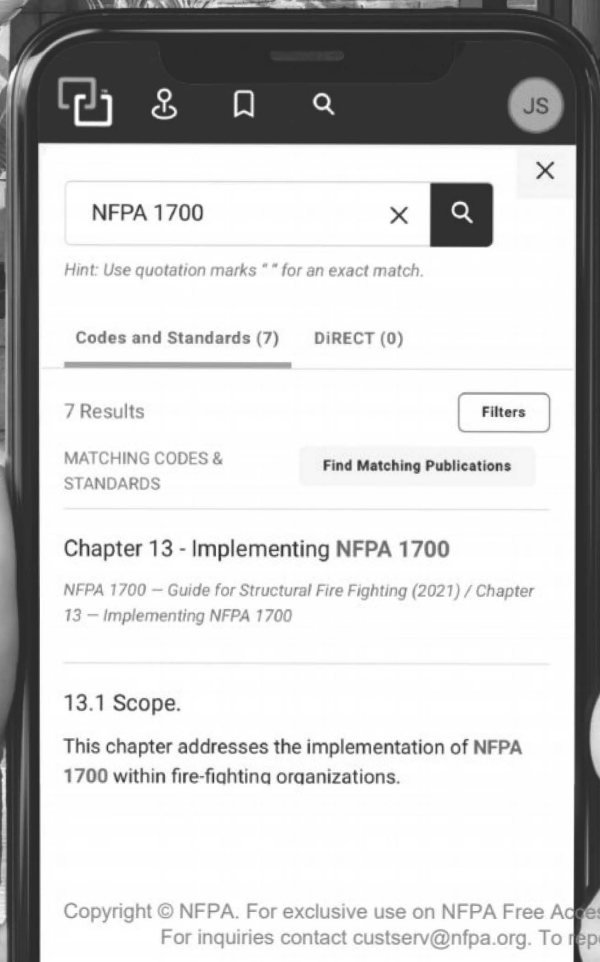 JS
NFPA 1700
Hint: Use quotation marks " " for an exact match.
Codes and Standards (7) DiRECT (0)
7 Results
Filters
MATCHING CODES &
STANDARDS
Find Matching Publications
Chapter 13 - Implementing NFPA 1700
NFPA 1700 — Guide for Structural Fire Fighting (2021) / Chapter
13 — Implementing NFPA 1700
13.1 Scope.
This chapter addresses the implementation of NFPA
1700 within fire-fighting organizations.
Copyright © NFPA. For exclusive use on NFPA Free
For inquiries contact custserv@nfpa.org. To